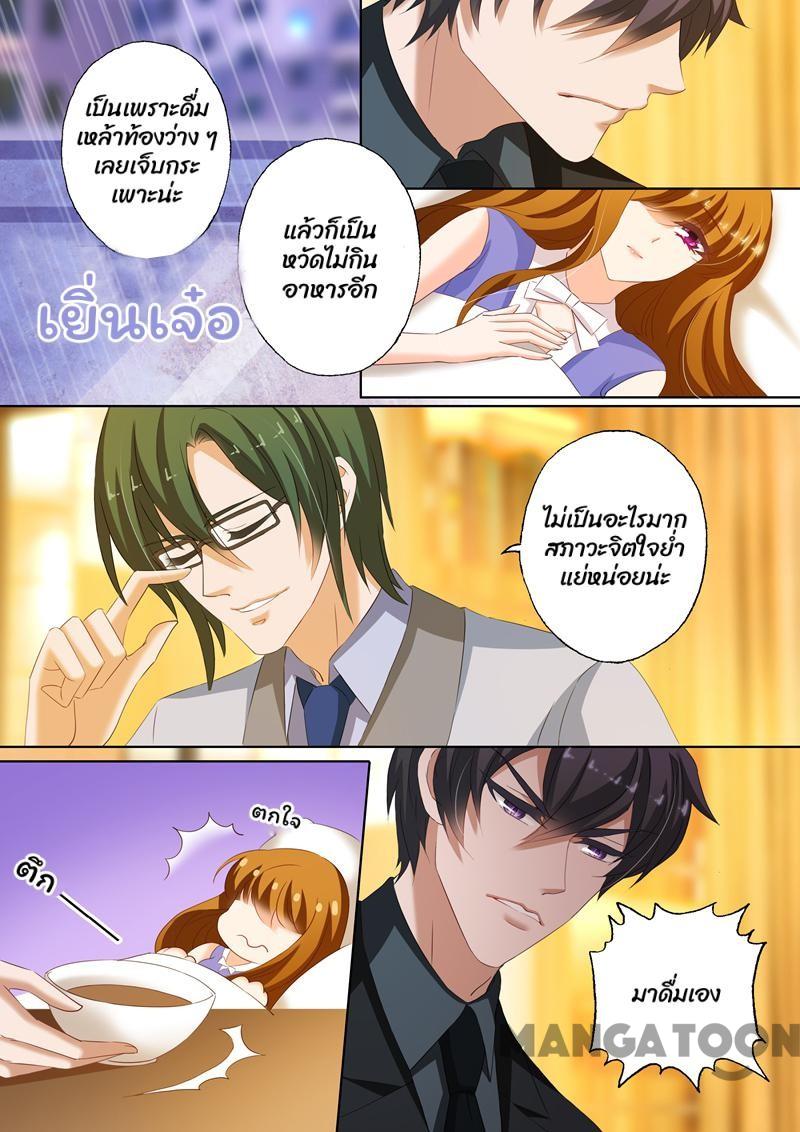 เป็นเพราะดื่ม
เหล้าท้องว่าง ๆ
เลยเจ็บกระ
เพาะน่ะ
แล้วก็เป็น
หวัดไม่กิน
อาหารอีก
เยิ่นเจ๋อ
ไม่เป็นอะไรมาก
สภาวะจิตใจย่ำ
แย่หน่อยน่ะ
ตกใจ
ตึก
มาดื่มเอง
MANGATOON